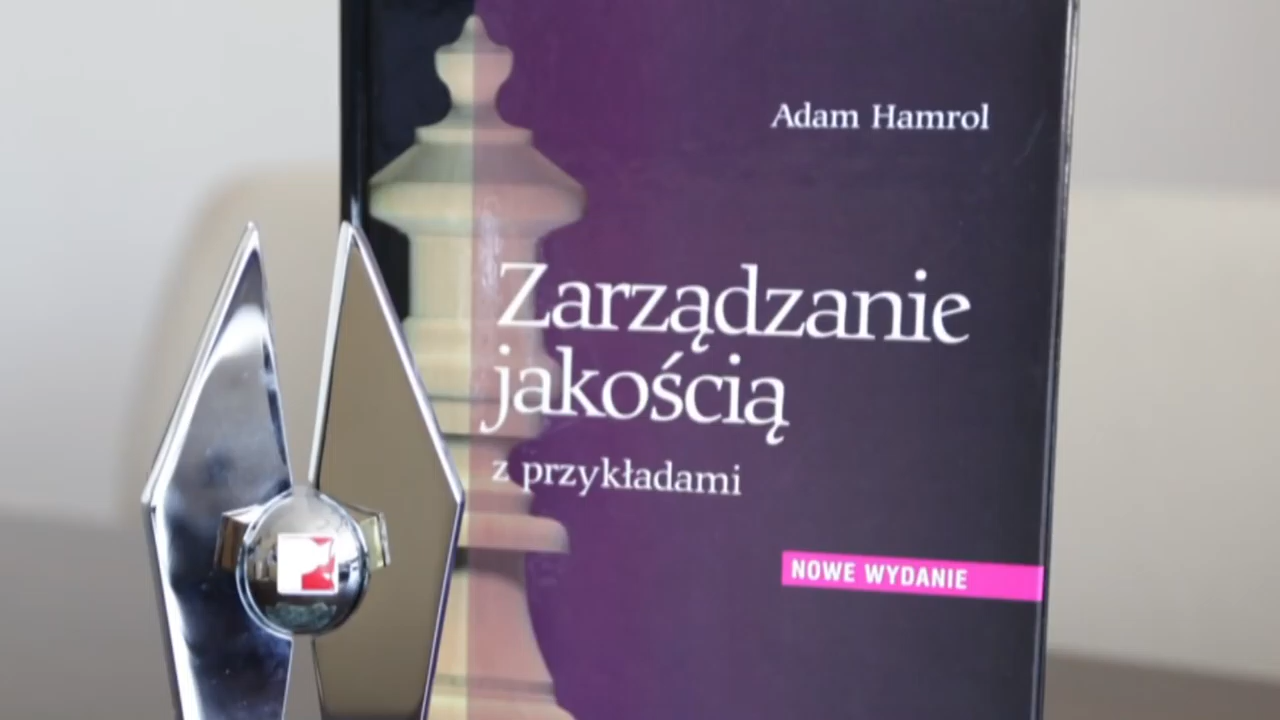 Adam Hamrol
Zarządzanie
jakością
z przykładami
NOWE WYDANIE